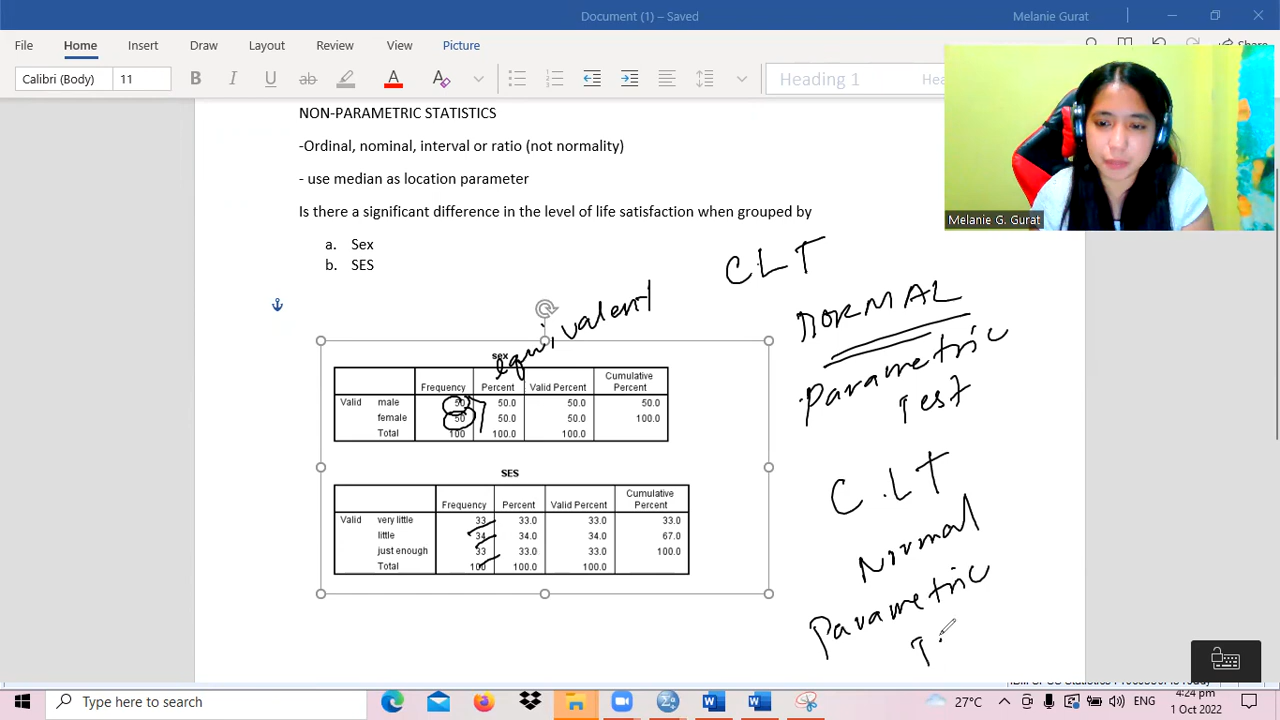 Document (1) – Saved
Melanie Gurat
File Home Insert Draw Layout Review View Picture
Share
Calibri (Body) 11
B I U ab A A
Heading 1
NON-PARAMETRIC STATISTICS
-Ordinal, nominal, interval or ratio (not normality)
- use median as location parameter
Melanie G. Gurat
Is there a significant difference in the level of life satisfaction when grouped by
a. Sex
b. SES
CLT
NORMAL
equivalent
Parametric
Test
sex
Frequency Percent Valid Percent Cumulative Percent
Valid male 50 50.0 50.0 50.0
female 50 50.0 50.0 100.0
Total 100 100.0 100.0
CLT
Normal
Parametric
T
SES
Frequency Percent Valid Percent Cumulative Percent
Valid very little 33 33.0 33.0 33.0
little 34 34.0 34.0 67.0
just enough 33 33.0 33.0 100.0
Total 100 100.0 100.0
Type here to search
27°C
ENG
4:24 pm
1 Oct 2022